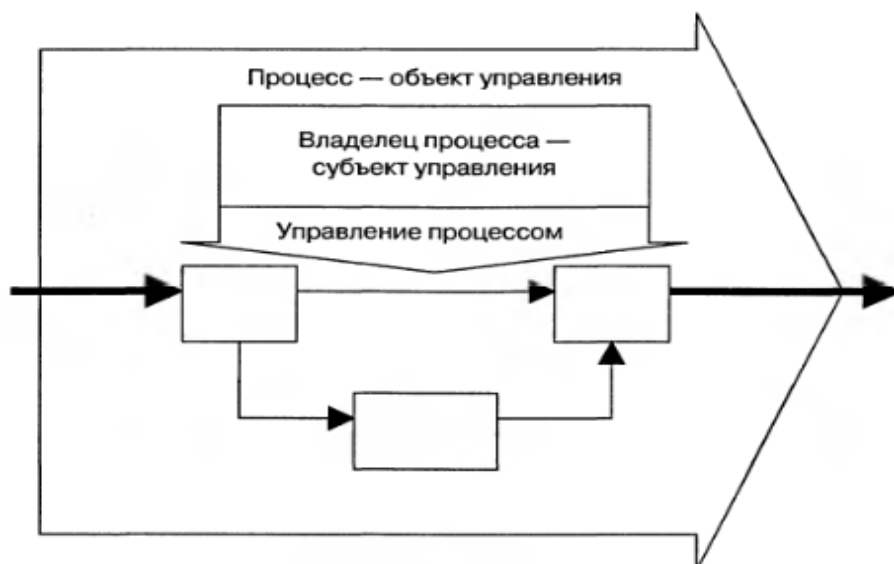 Процесс — объект управления
Владелец процесса —
субъект управления
Управление процессом